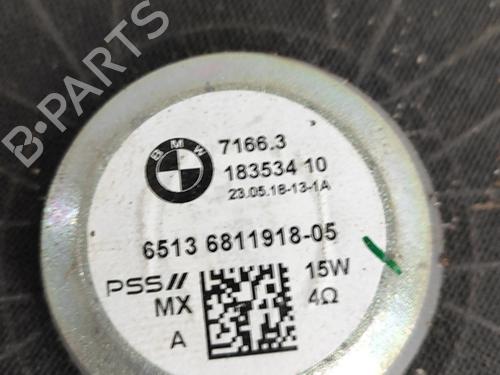 BMW
7166.3
183534 10
23.05.18-13-1A
6513 6811918-05
PSS//
MX
15W
4Ω
A
B-Parts